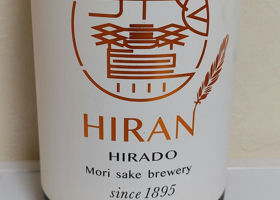 HIRAN
HIRADO
Mori sake brewery
since 1895